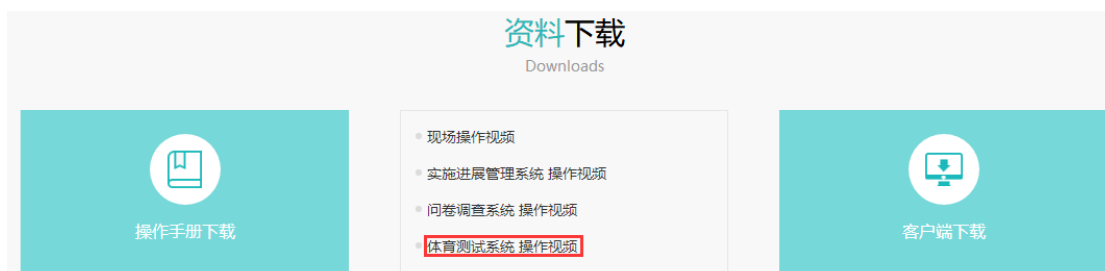 资料下载
Downloads
操作手册下载
现场操作视频
实施进展管理系统 操作视频
问卷调查系统 操作视频
体育测试系统 操作视频
客户端下载